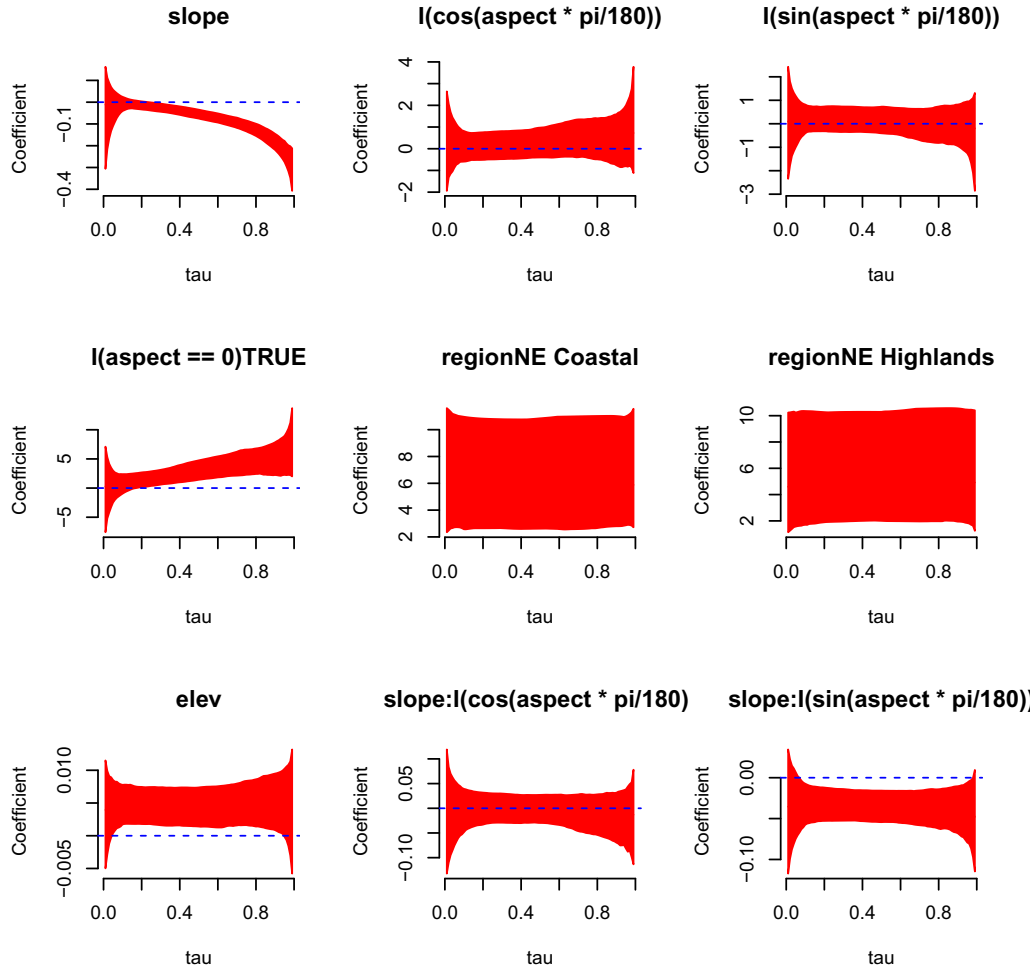 slope
I(cos(aspect * pi/180))
I(sin(aspect * pi/180))
Coefficient
−0.4
−0.1
0.0
0.4
0.8
tau
Coefficient
−2
0
2
4
0.0
0.4
0.8
tau
Coefficient
−3
−1
1
0.0
0.4
0.8
tau
I(aspect == 0)TRUE
regionNE Coastal
regionNE Highlands
Coefficient
−5
5
0.0
0.4
0.8
tau
Coefficient
2
4
6
8
0.0
0.4
0.8
tau
Coefficient
2
6
10
0.0
0.4
0.8
tau
elev
slope:I(cos(aspect * pi/180)
slope:I(sin(aspect * pi/180))
Coefficient
−0.005
0.010
0.0
0.4
0.8
tau
Coefficient
−0.10
0.05
0.0
0.4
0.8
tau
Coefficient
−0.10
0.00
0.0
0.4
0.8
tau